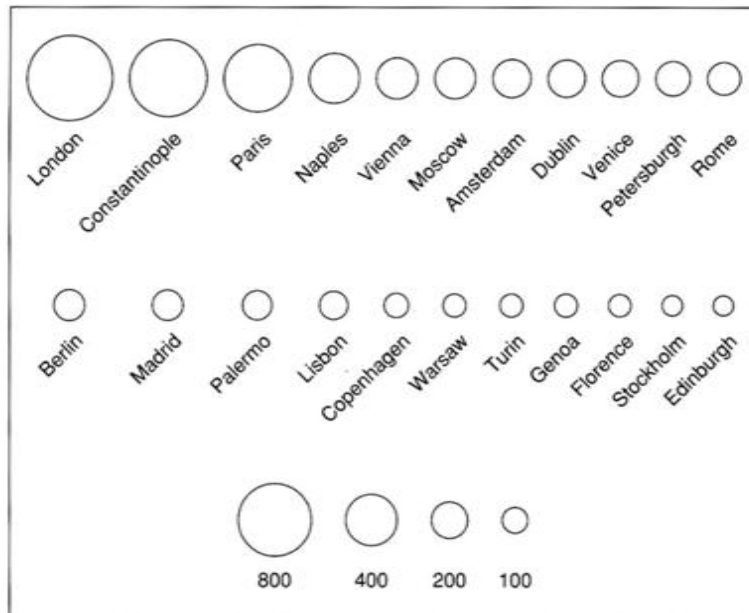 London Constantinople Paris Naples Vienna Moscow Amsterdam Dublin Venice Petersburgh Rome
Berlin Madrid Palermo Lisbon Copenhagen Warsaw Turin Genoa Florence Stockholm Edinburgh
800 400 200 100